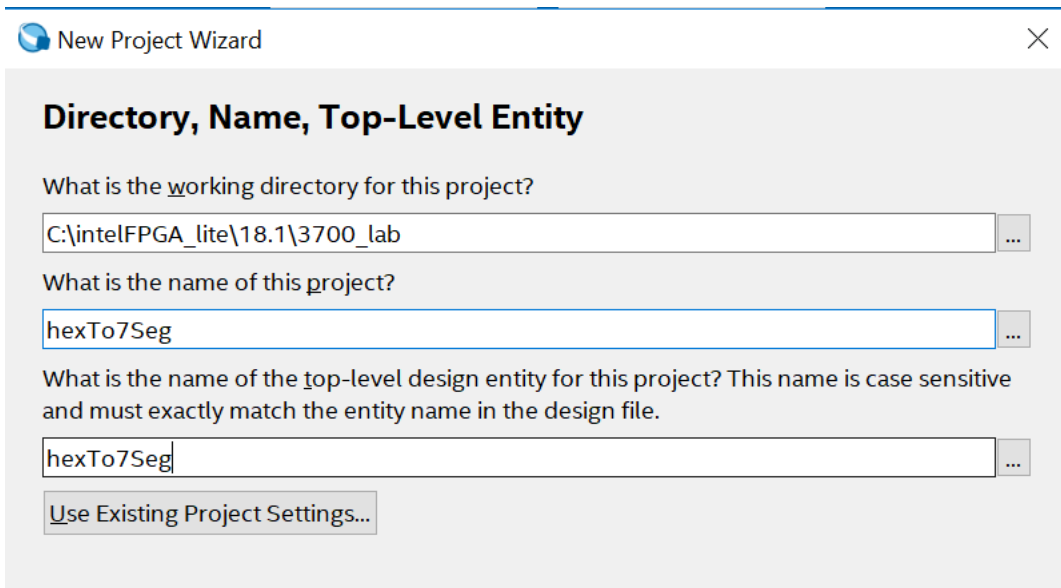 New Project Wizard
Directory, Name, Top-Level Entity
What is the working directory for this project?
C:\intelFPGA_lite\18.1\3700_lab
...
What is the name of this project?
hexTo7Seg
...
What is the name of the top-level design entity for this project? This name is case sensitive
and must exactly match the entity name in the design file.
hexTo7Seg
...
Use Existing Project Settings...